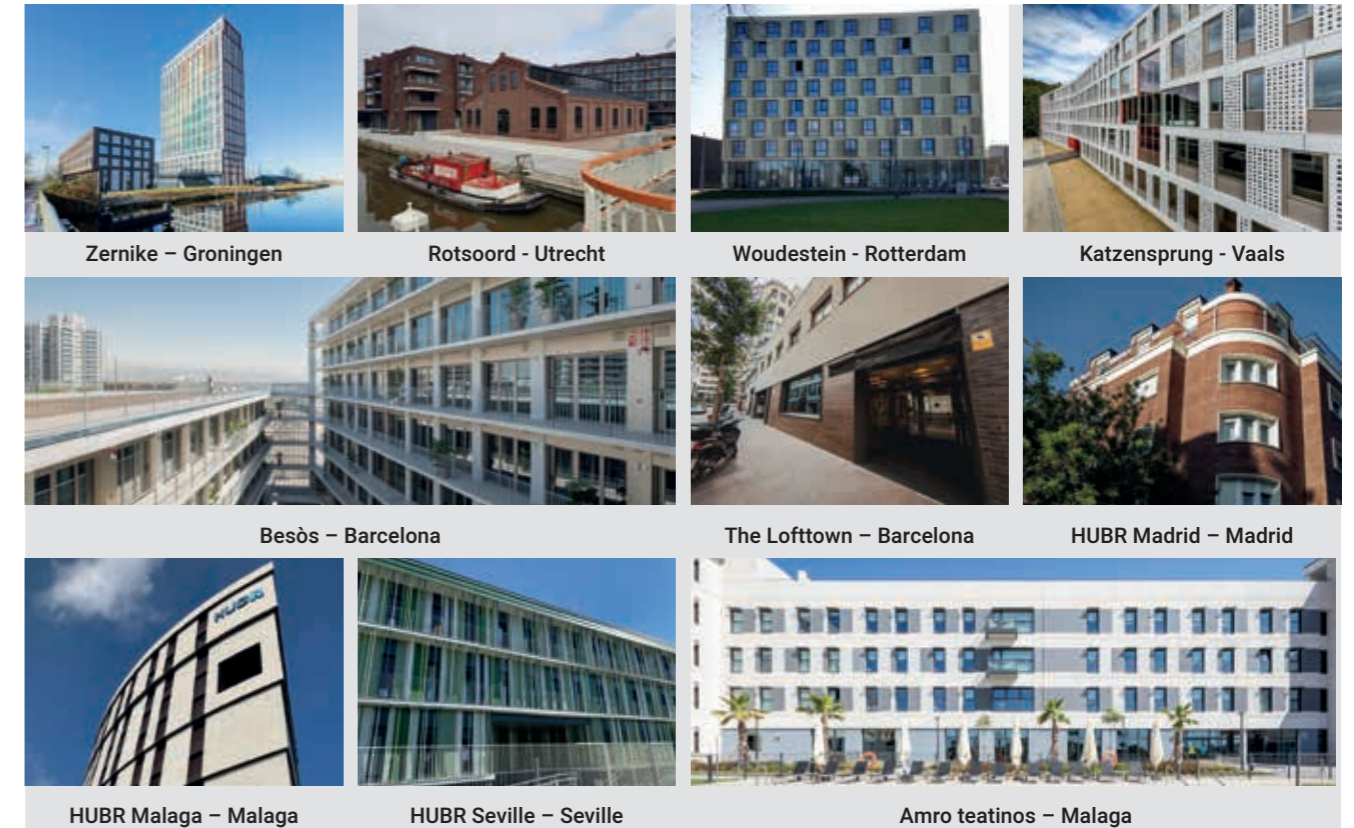 Zernike – Groningen
Rotsoord - Utrecht
Woudestein - Rotterdam
Katzensprung - Vaals
Besòs – Barcelona
The Lofttown – Barcelona
HUBR Madrid – Madrid
HUBR
HUBR Malaga – Malaga
HUBR Seville – Seville
Amro teatinos – Malaga